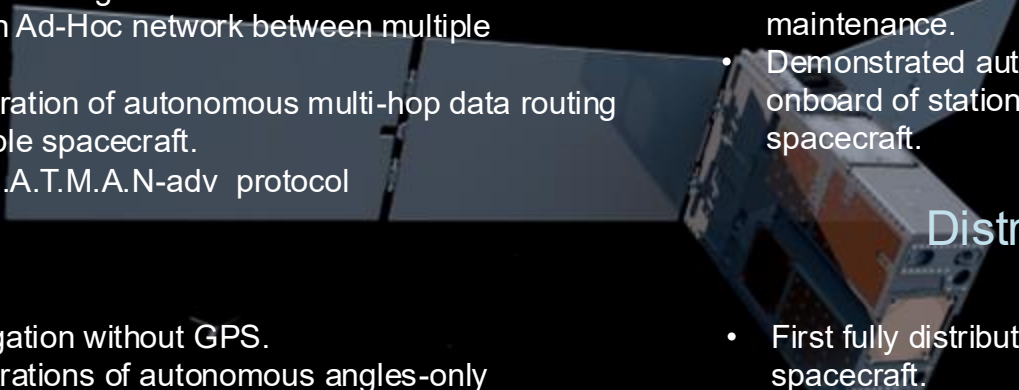 n Ad-Hoc network between multiple
ration of autonomous multi-hop data routing
ple spacecraft.
.A.T.M.A.N-adv protocol
gation without GPS.
rations of autonomous angles-only
maintenance.
• Demonstrated aut
onboard of station
spacecraft.
Distr
• First fully distribut
spacecraft.